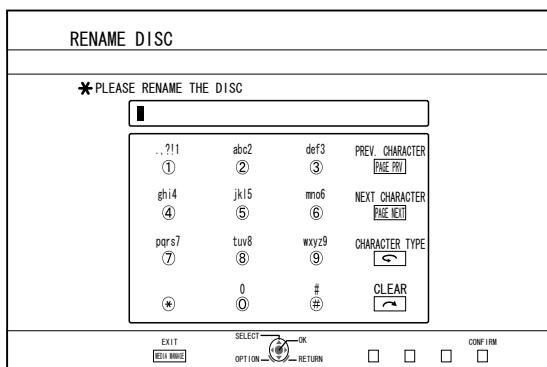 RENAME DISC
*PLEASE RENAME THE DISC
.,?!1 abc2 def3 PREV. CHARACTER
① ② ③ PAGE PRV
ghi4 jkl5 mno6 NEXT CHARACTER
④ ⑤ ⑥ PAGE NEXT
pqrs7 tuv8 wxyz9 CHARACTER TYPE
⑦ ⑧ ⑨
0 # CLEAR
* 0 #
EXIT SELECT OK CONFIRM
MEDIA MANAGE OPTION RETURN